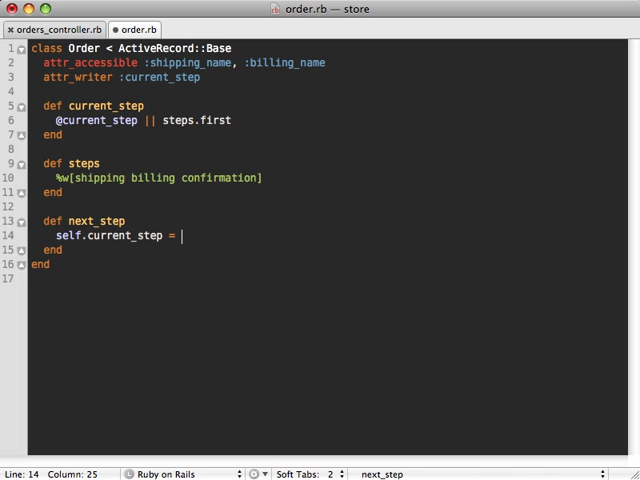 order.rb — store
orders_controller.rb
order.rb
1 class Order < ActiveRecord::Base
2 attr_accessible :shipping_name, :billing_name
3 attr_writer :current_step
4
5 def current_step
6 @current_step || steps.first
7 end
8
9 def steps
10 %w[shipping billing confirmation]
11 end
12
13 def next_step
14 self.current_step =
15 end
16 end
17
Line: 14 Column: 25 L Ruby on Rails Soft Tabs: 2 next_step